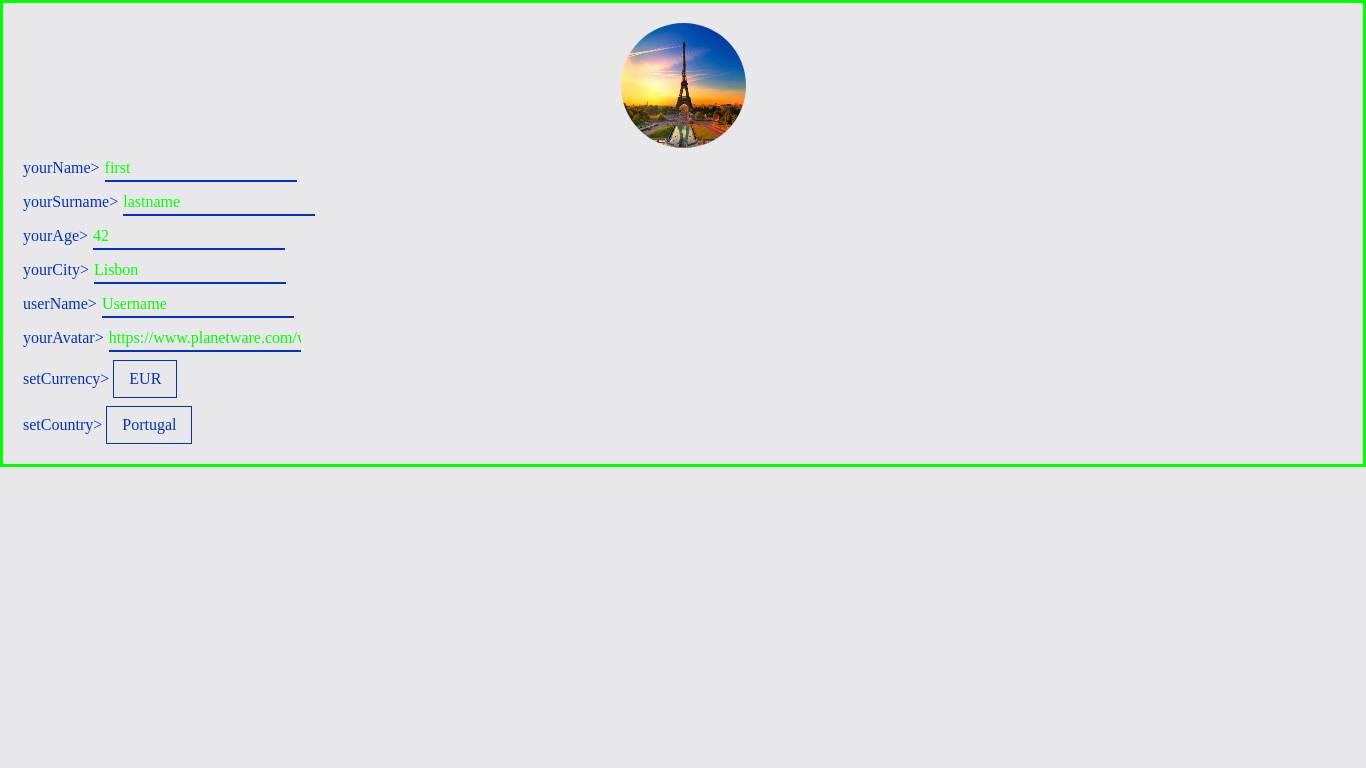 yourName> first
yourSurname> lastname
yourAge> 42
yourCity> Lisbon
userName> Username
yourAvatar> https://www.planetware.com/
setCurrency> EUR
setCountry> Portugal